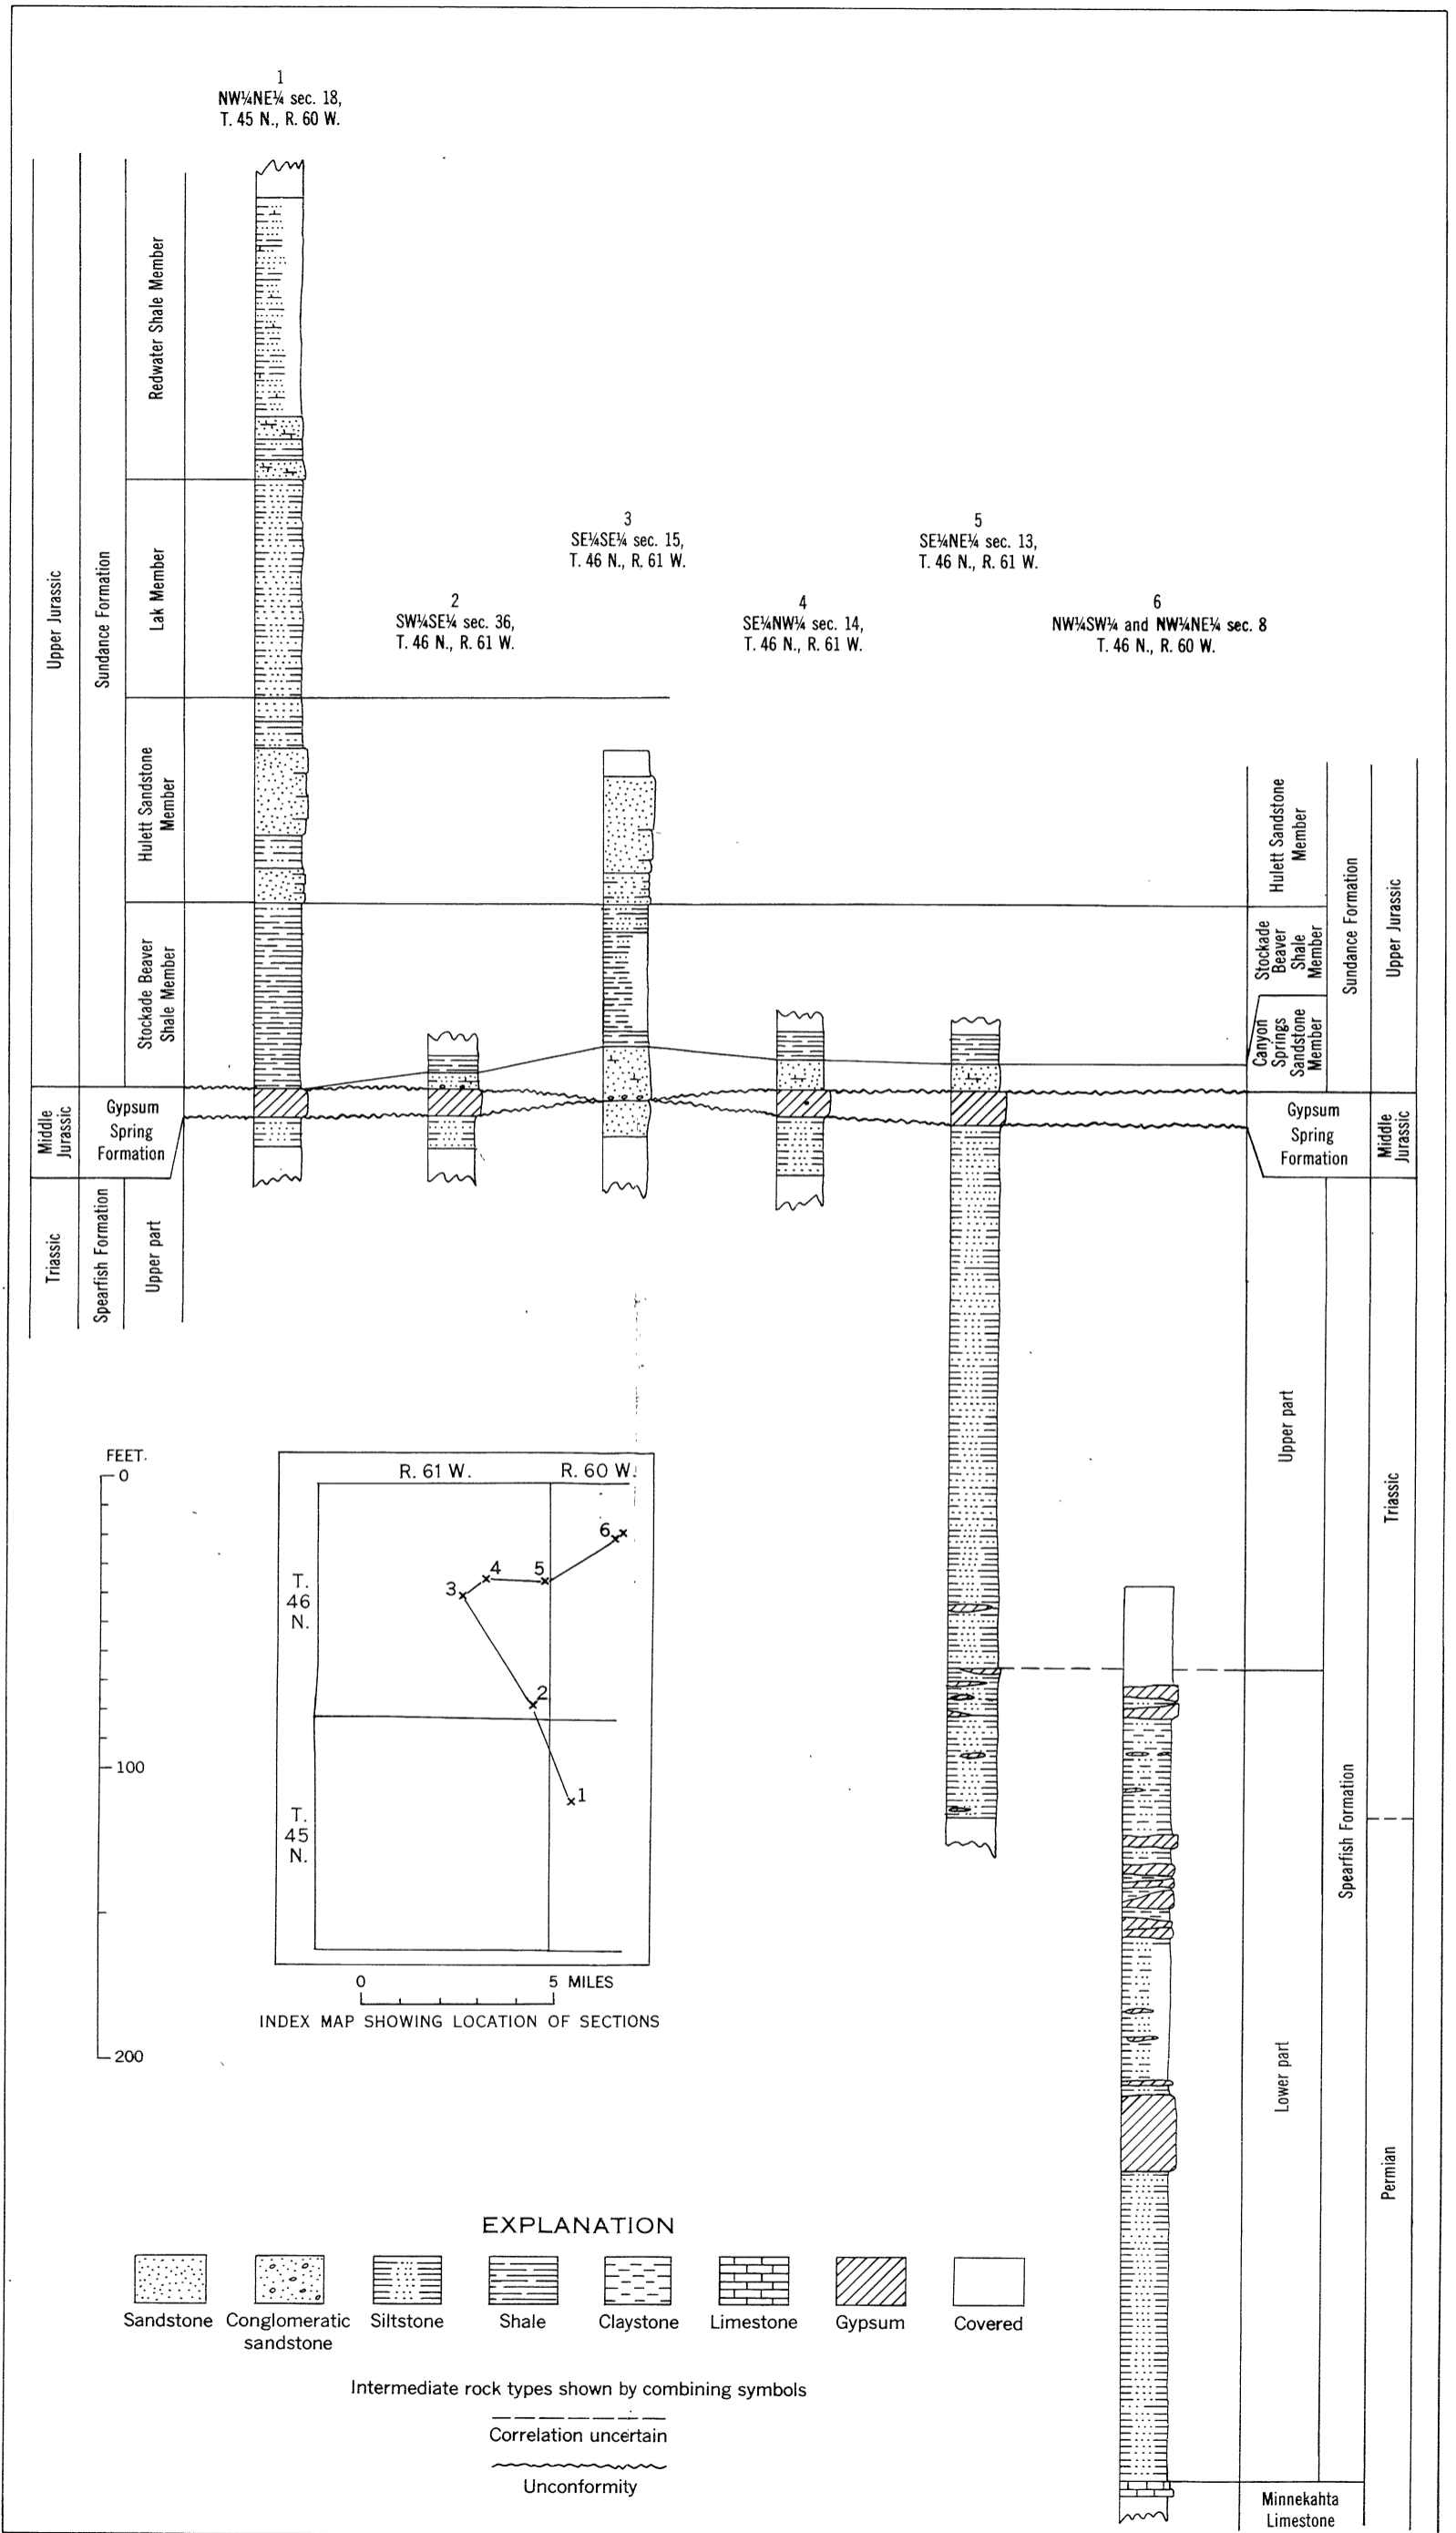 1
NW¼NE¼ sec. 18,
T. 45 N., R. 60 W.
Redwater Shale Member
Lak Member
Upper Jurassic
Sundance Formation
Hulett Sandstone
Member
Stockade Beaver
Shale Member
Middle
Jurassic
Gypsum
Spring
Formation
Triassic
Spearfish Formation
Upper part
2
SW¼SE¼ sec. 36,
T. 46 N., R. 61 W.
3
SE¼SE¼ sec. 15,
T. 46 N., R. 61 W.
4
SE¼NW¼ sec. 14,
T. 46 N., R. 61 W.
5
SE¼NE¼ sec. 13,
T. 46 N., R. 61 W.
6
NW¼SW¼ and NW¼NE¼ sec. 8
T. 46 N., R. 60 W.
Hulett Sandstone
Member
Stockade
Beaver
Shale
Member
Canyon
Springs
Sandstone
Member
Sundance Formation
Upper Jurassic
Gypsum
Spring
Formation
Middle
Jurassic
Upper part
Triassic
Spearfish Formation
Lower part
Permian
Minnekahta
Limestone
FEET.
0
100
200
R. 61 W.
R. 60 W.
T.
46
N.
T.
45
N.
6
5
4
3
2
1
0
5 MILES
INDEX MAP SHOWING LOCATION OF SECTIONS
EXPLANATION
Sandstone
Conglomeratic
sandstone
Siltstone
Shale
Claystone
Limestone
Gypsum
Covered
Intermediate rock types shown by combining symbols
Correlation uncertain
Unconformity